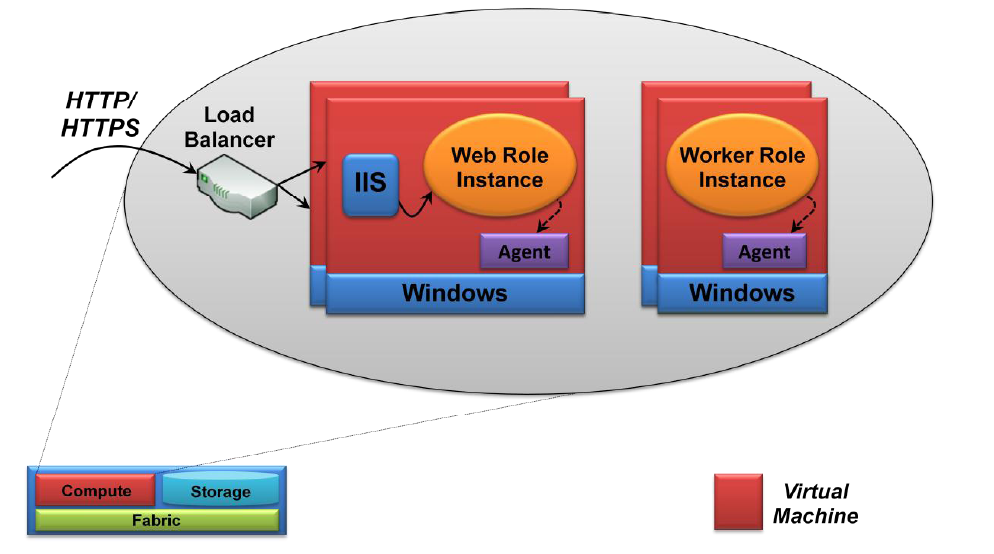 HTTP/
HTTPS
Load
Balancer
IIS
Web Role
Instance
Agent
Windows
Worker Role
Instance
Agent
Windows
Compute
Storage
Fabric
Virtual
Machine